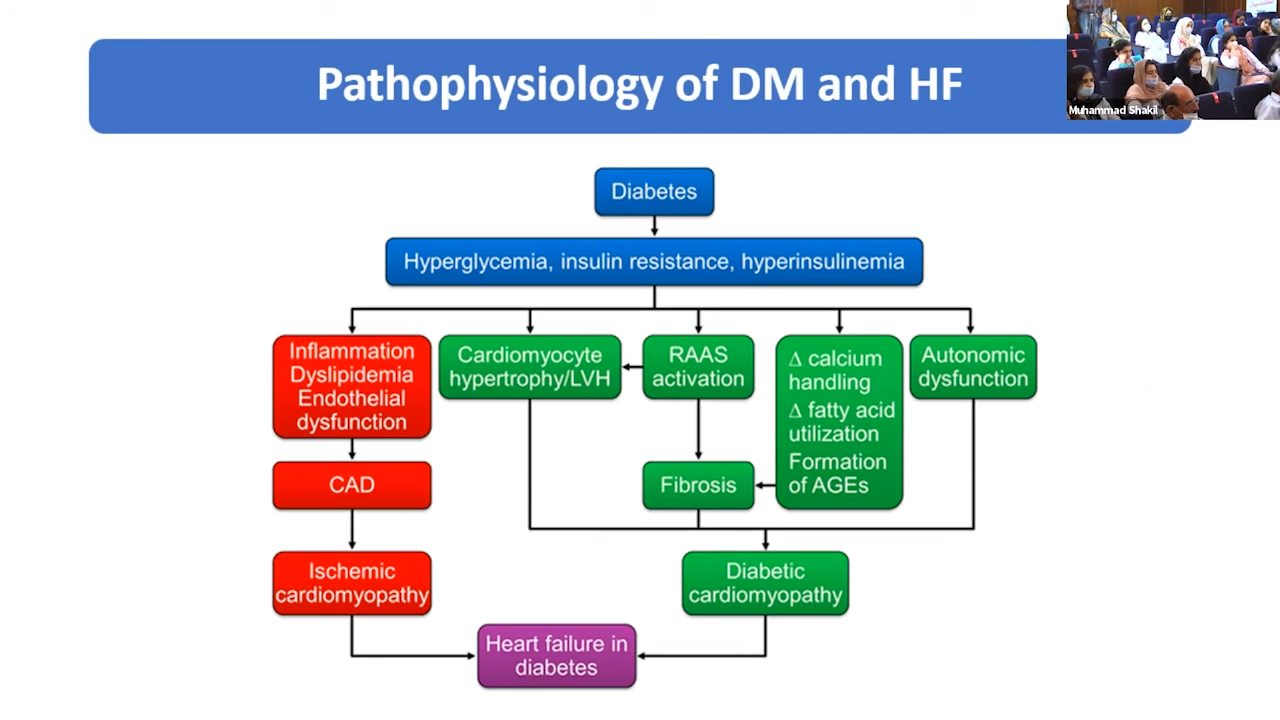 Pathophysiology of DM and HF
Muhammad Shakil
Diabetes
Hyperglycemia, insulin resistance, hyperinsulinemia
Inflammation
Dyslipidemia
Endothelial
dysfunction
Cardiomyocyte
hypertrophy/LVH
RAAS
activation
Δ calcium
handling
Δ fatty acid
utilization
Formation
of AGEs
Autonomic
dysfunction
CAD
Fibrosis
Ischemic
cardiomyopathy
Diabetic
cardiomyopathy
Heart failure in
diabetes